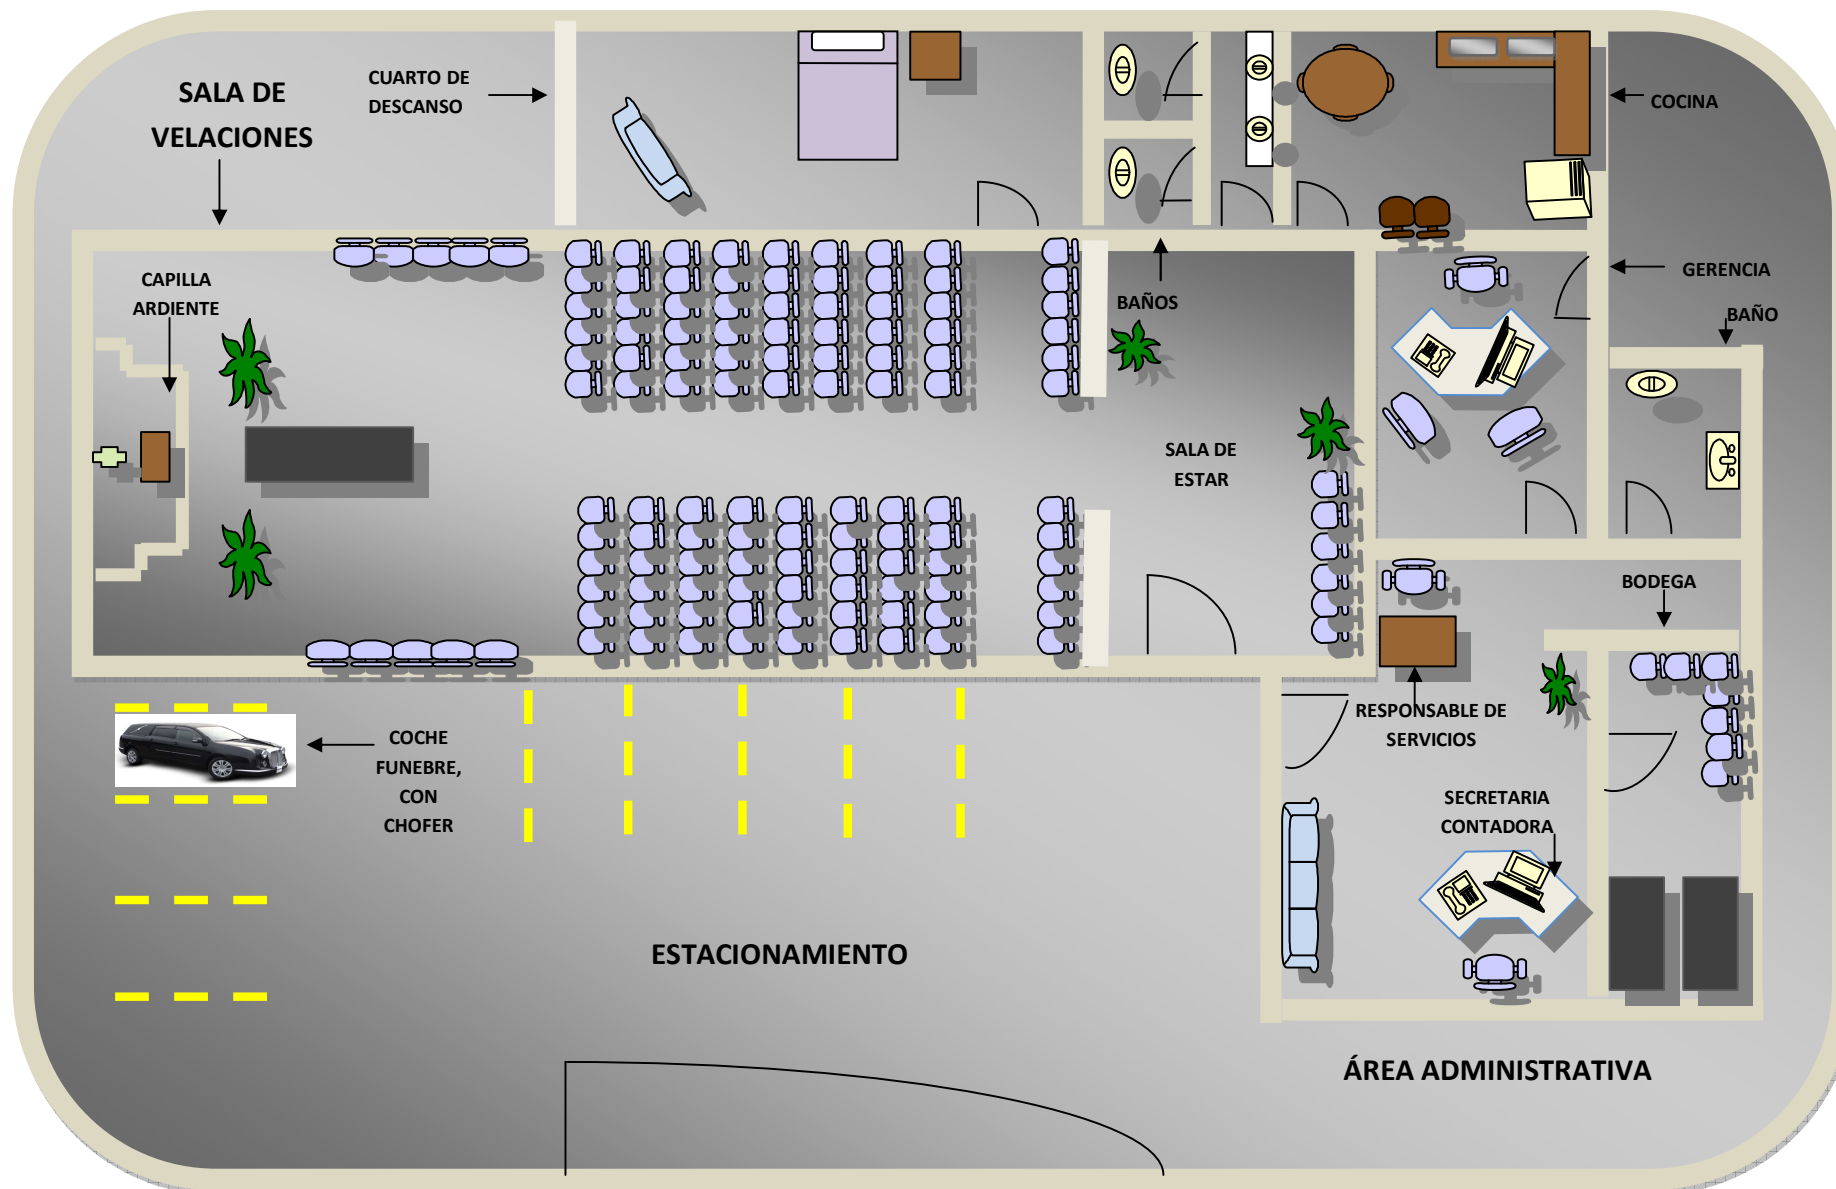 SALA DE
VELACIONES
CUARTO DE
DESCANSO
COCINA
CAPILLA
ARDIENTE
BAÑOS
GERENCIA
BAÑO
SALA DE
ESTAR
BODEGA
RESPONSABLE DE
SERVICIOS
COCHE
FUNEBRE,
CON
CHOFER
SECRETARIA
CONTADORA
ESTACIONAMIENTO
ÁREA ADMINISTRATIVA